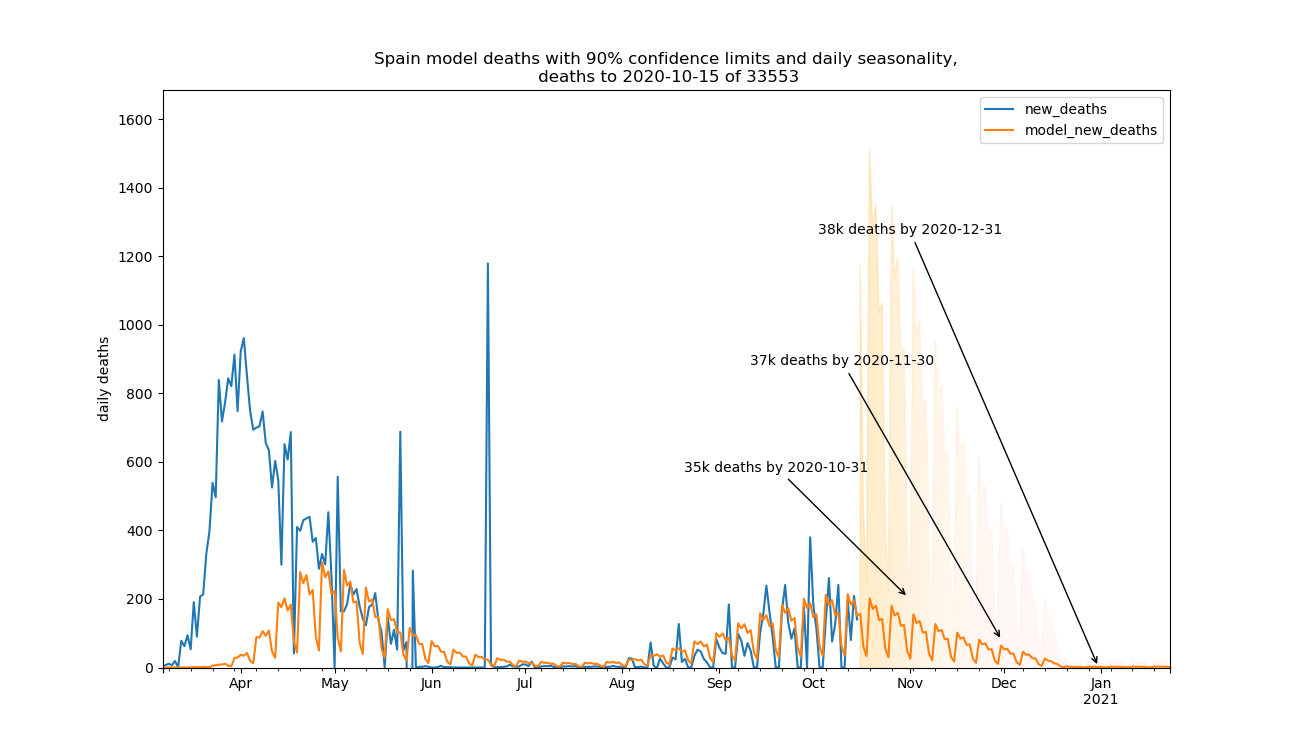 Spain model deaths with 90% confidence limits and daily seasonality,
deaths to 2020-10-15 of 33553
new_deaths
model_new_deaths
daily deaths
1600
1400
1200
1000
800
600
400
200
0
38k deaths by 2020-12-31
37k deaths by 2020-11-30
35k deaths by 2020-10-31
Apr May Jun Jul Aug Sep Oct Nov Dec Jan
2021